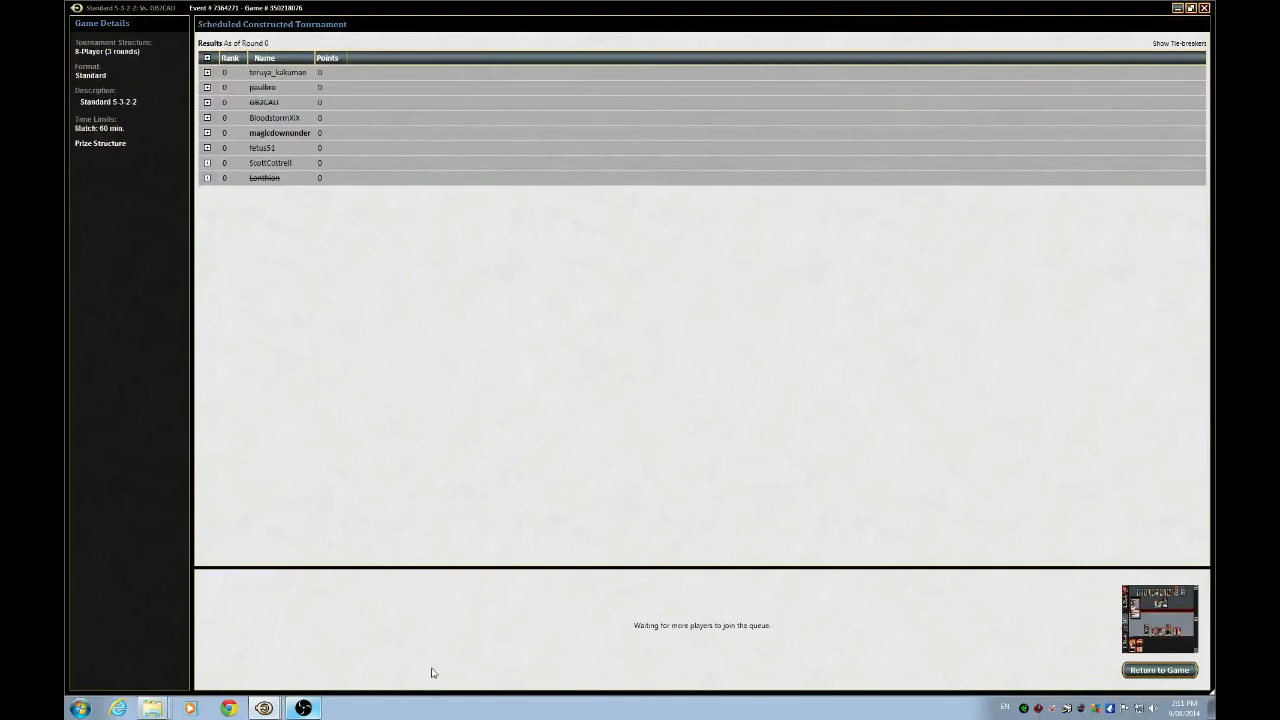 Standard 5-3-2-2: Vs. GB2CALI
Event # 7364271 - Game # 350218076
Game Details
Tournament Structure:
8-Player (3 rounds)
Format:
Standard
Description:
Standard 5-3-2-2
Time Limits:
Match: 60 min.
Prize Structure
Scheduled Constructed Tournament
Results As of Round 0
Show Tie-breakers
Rank Name Points
0 teruya_kakumae 0
0 paulbro 0
0 GB2CALI 0
0 BloodstormXiX 0
0 magicdownunder 0
0 fetus51 0
0 ScottCottrell 0
0 Lonthion 0
Waiting for more players to join the queue.
Return to Game
EN
2:11 PM
9/08/2014